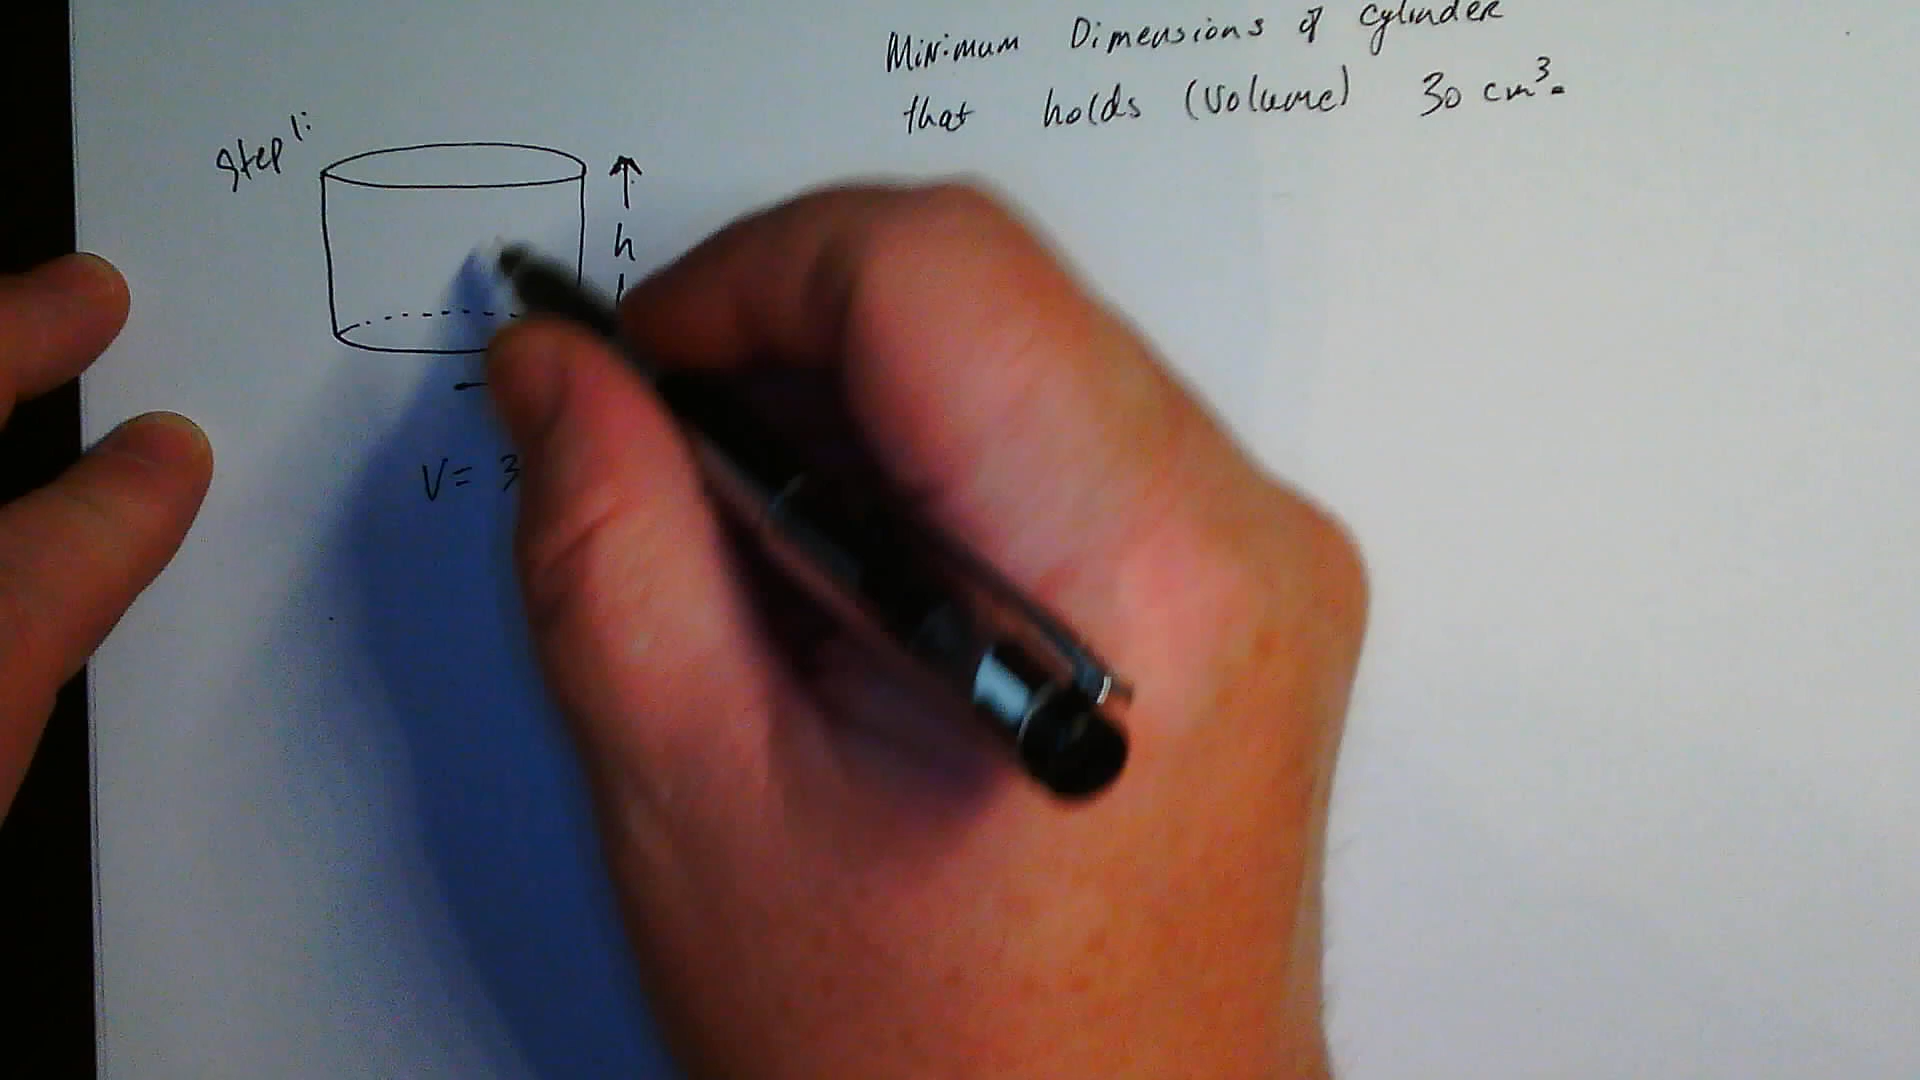 Minimum Dimensions of cylinder
that holds (Volume) 30 cm³.
Step 1:
h
V= 3